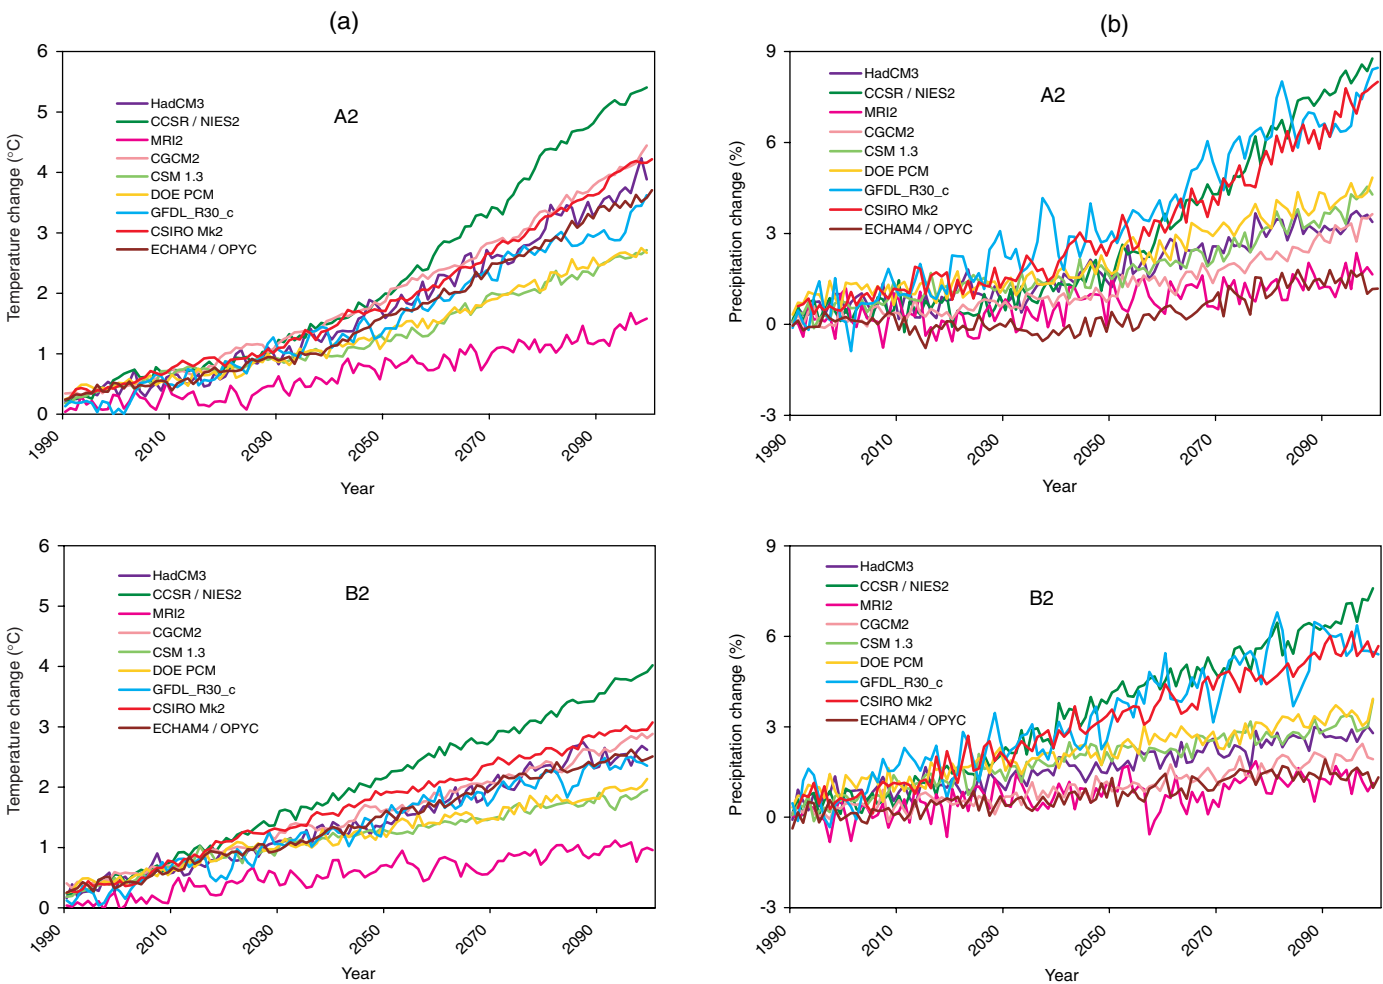 (a)
(b)
6
5
4
3
2
1
0
Temperature change (°C)
A2
HadCM3
CCSR / NIES2
MRI2
CGCM2
CSM 1.3
DOE PCM
GFDL_R30_c
CSIRO Mk2
ECHAM4 / OPYC
1990
2010
2030
2050
2070
2090
Year
9
6
3
0
-3
Precipitation change (%)
A2
HadCM3
CCSR / NIES2
MRI2
CGCM2
CSM 1.3
DOE PCM
GFDL_R30_c
CSIRO Mk2
ECHAM4 / OPYC
1990
2010
2030
2050
2070
2090
Year
6
5
4
3
2
1
0
Temperature change (°C)
B2
HadCM3
CCSR / NIES2
MRI2
CGCM2
CSM 1.3
DOE PCM
GFDL_R30_c
CSIRO Mk2
ECHAM4 / OPYC
1990
2010
2030
2050
2070
2090
Year
9
6
3
0
-3
Precipitation change (%)
B2
HadCM3
CCSR / NIES2
MRI2
CGCM2
CSM 1.3
DOE PCM
GFDL_R30_c
CSIRO Mk2
ECHAM4 / OPYC
1990
2010
2030
2050
2070
2090
Year